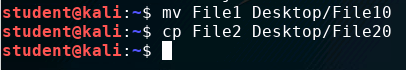 student@kali:~$ mv File1 Desktop/File10
student@kali:~$ cp File2 Desktop/File20
student@kali:~$